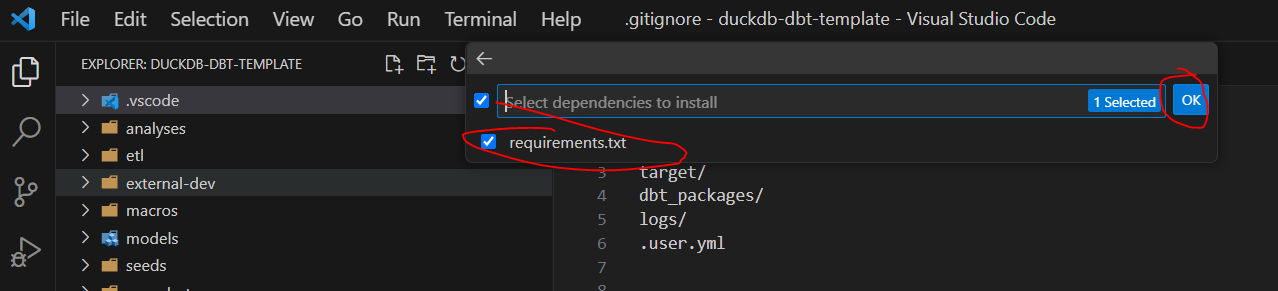 File Edit Selection View Go Run Terminal Help .gitignore - duckdb-dbt-template - Visual Studio Code
EXPLORER: DUCKDB-DBT-TEMPLATE
.vscode
analyses
etl
external-dev
macros
models
seeds
Select dependencies to install 1 Selected OK
requirements.txt
3 target/
4 dbt_packages/
5 logs/
6 .user.yml
7